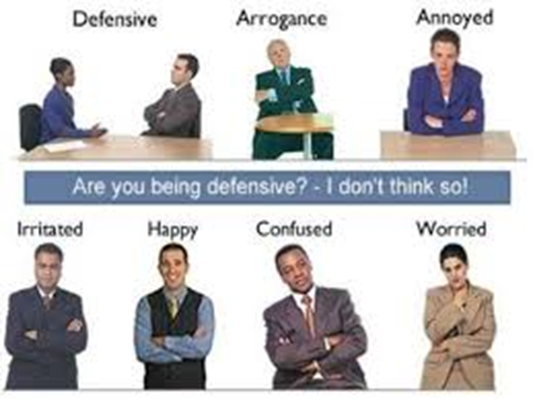 Defensive Arrogance Annoyed
Are you being defensive? - I don't think so!
Irritated Happy Confused Worried